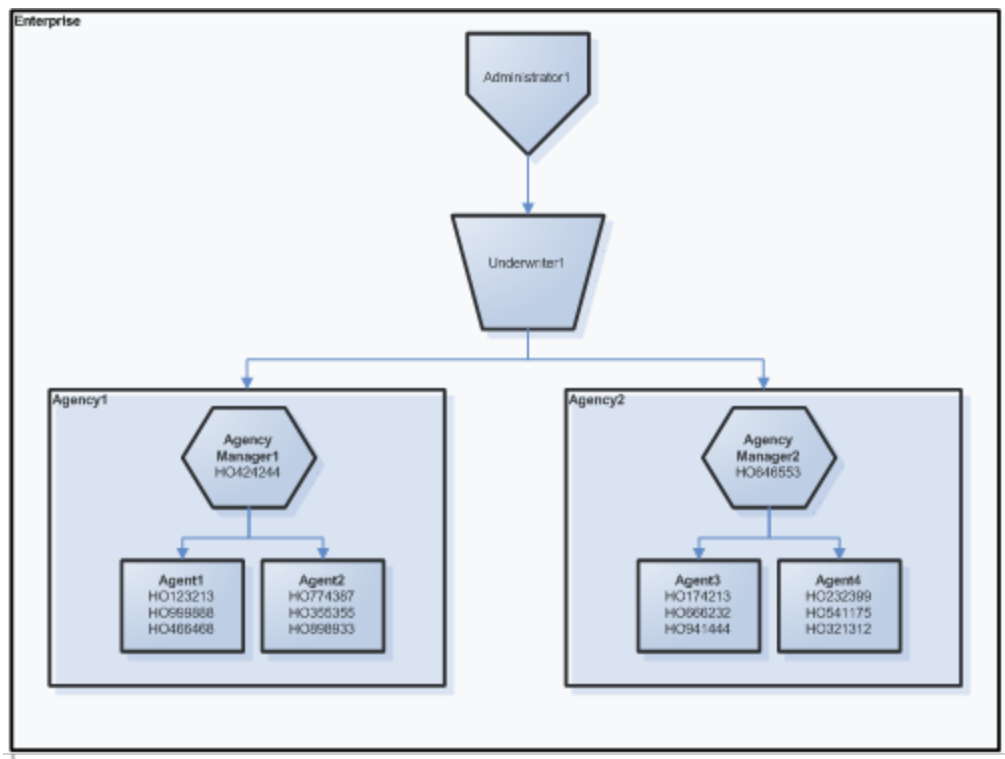 Enterprise
Administrator1
Underwriter1
Agency1
Agency
Manager1
HO424244
Agent1
HO123213
HO999888
HO466468
Agent2
HO774387
HO355355
HO898933
Agency2
Agency
Manager2
HO646553
Agent3
HO174213
HO666232
HO941444
Agent4
HO232399
HO541175
HO321312